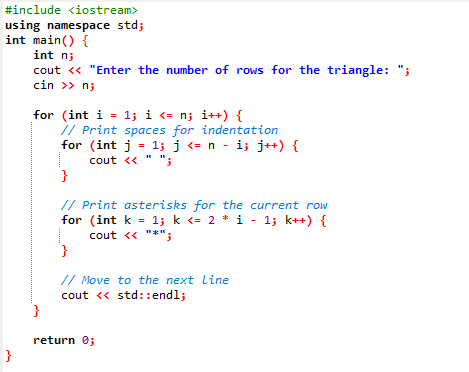 #include <iostream>
using namespace std;
int main() {
    int n;
    cout << "Enter the number of rows for the triangle: ";
    cin >> n;

    for (int i = 1; i <= n; i++) {
        // Print spaces for indentation
        for (int j = 1; j <= n - i; j++) {
            cout << " ";
        }

        // Print asterisks for the current row
        for (int k = 1; k <= 2 * i - 1; k++) {
            cout << "*";
        }

        // Move to the next line
        cout << std::endl;
    }

    return 0;
}